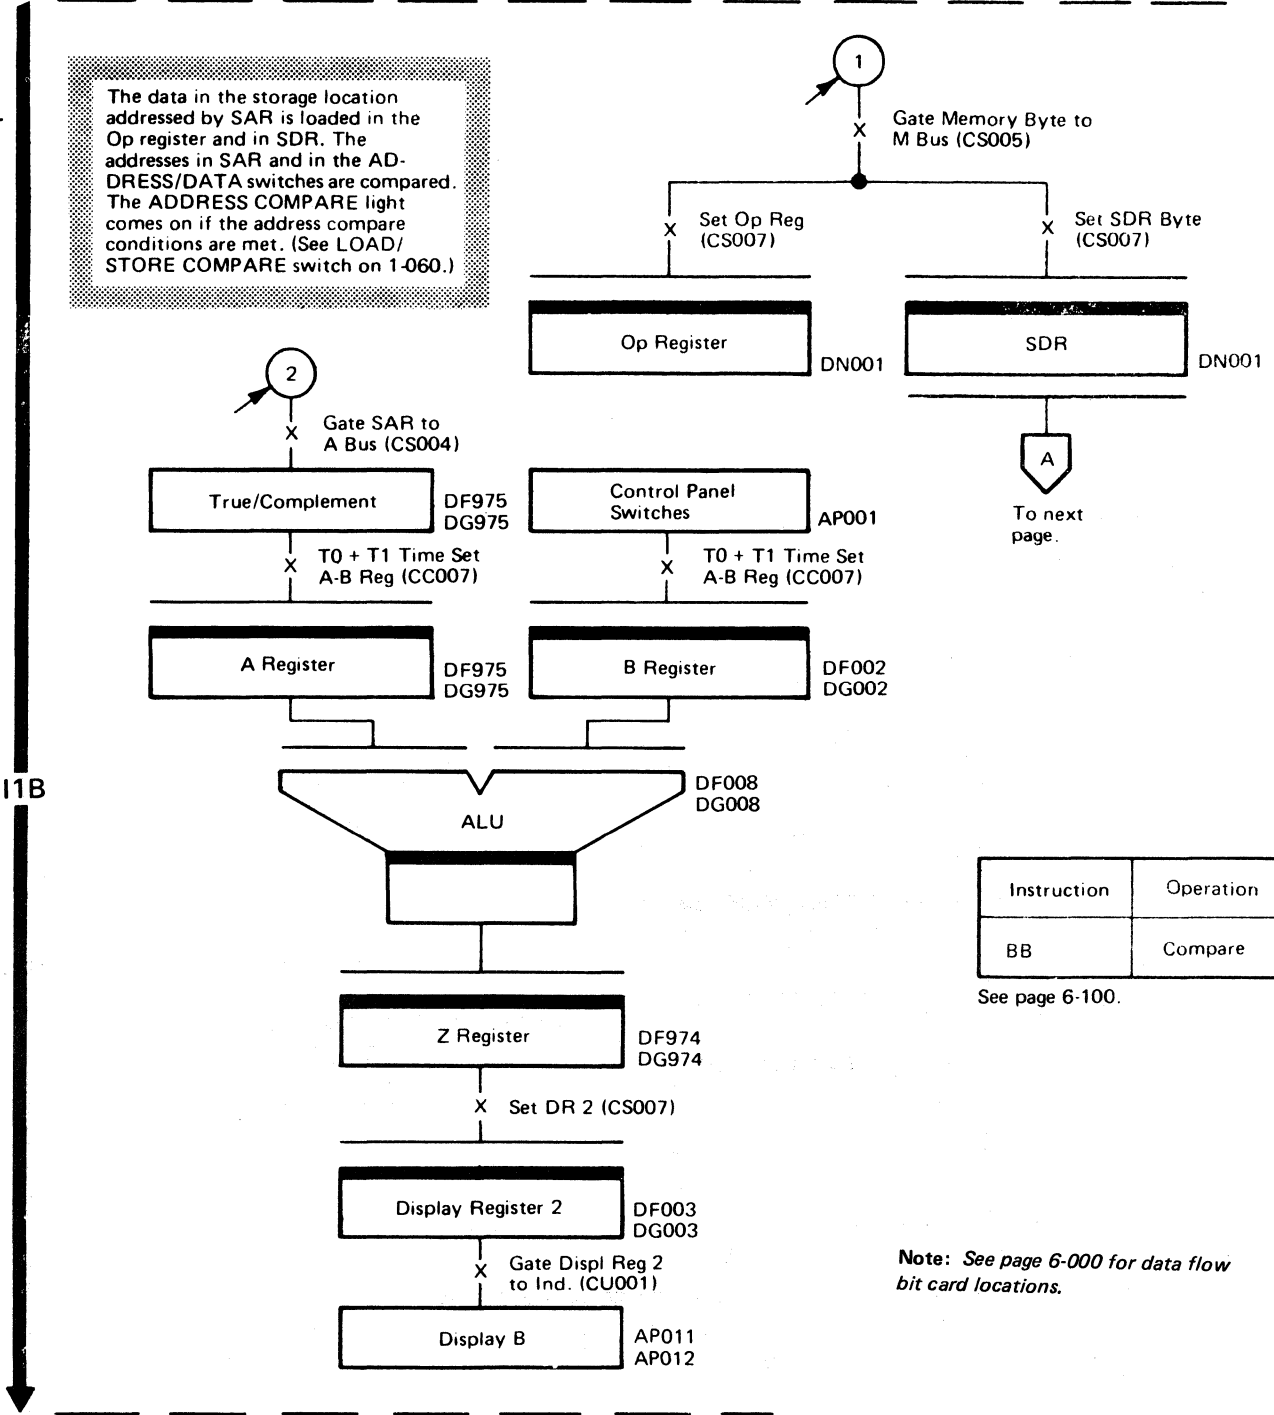 The data in the storage location
addressed by SAR is loaded in the
Op register and in SDR. The
addresses in SAR and in the AD-
DRESS/DATA switches are compared.
The ADDRESS COMPARE light
comes on if the address compare
conditions are met. (See LOAD/
STORE COMPARE switch on 1-060.)
1
Gate Memory Byte to
M Bus (CS005)
X
Set Op Reg
(CS007)
X
Set SDR Byte
(CS007)
X
Op Register
DN001
SDR
DN001
A
To next
page.
2
Gate SAR to
A Bus (CS004)
X
True/Complement
DF975
DG975
Control Panel
Switches
AP001
T0 + T1 Time Set
A-B Reg (CC007)
X
T0 + T1 Time Set
A-B Reg (CC007)
X
A Register
DF975
DG975
B Register
DF002
DG002
I1B
ALU
DF008
DG008
Instruction Operation
BB Compare
See page 6-100.
Z Register
DF974
DG974
X Set DR 2 (CS007)
Display Register 2
DF003
DG003
Gate Displ Reg 2
to Ind. (CU001)
X
Display B
AP011
AP012
Note: See page 6-000 for data flow
bit card locations.